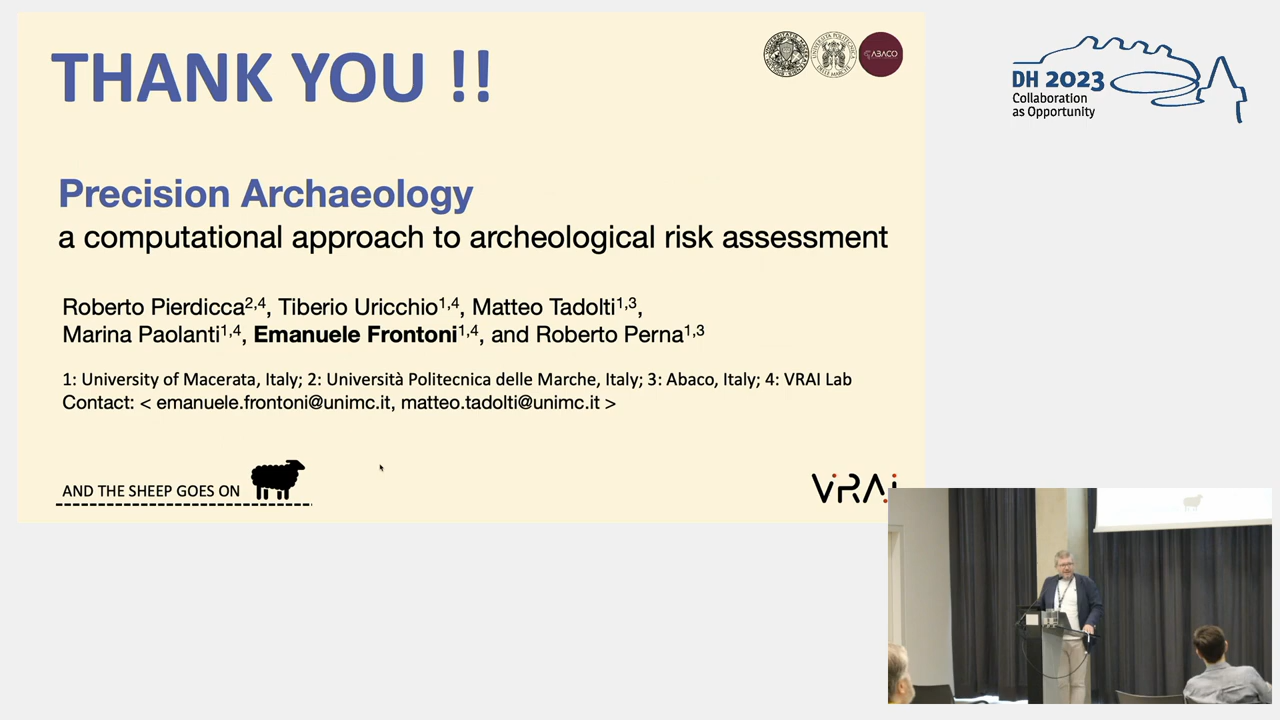 THANK YOU !!
ABACO
DH 2023
Collaboration
as Opportunity
Precision Archaeology
a computational approach to archeological risk assessment
Roberto Pierdicca2,4, Tiberio Uricchio1,4, Matteo Tadolti1,3,
Marina Paolanti1,4, Emanuele Frontoni1,4, and Roberto Perna1,3
1: University of Macerata, Italy; 2: Università Politecnica delle Marche, Italy; 3: Abaco, Italy; 4: VRAI Lab
Contact: < emanuele.frontoni@unimc.it, matteo.tadolti@unimc.it >
AND THE SHEEP GOES ON
VRAI